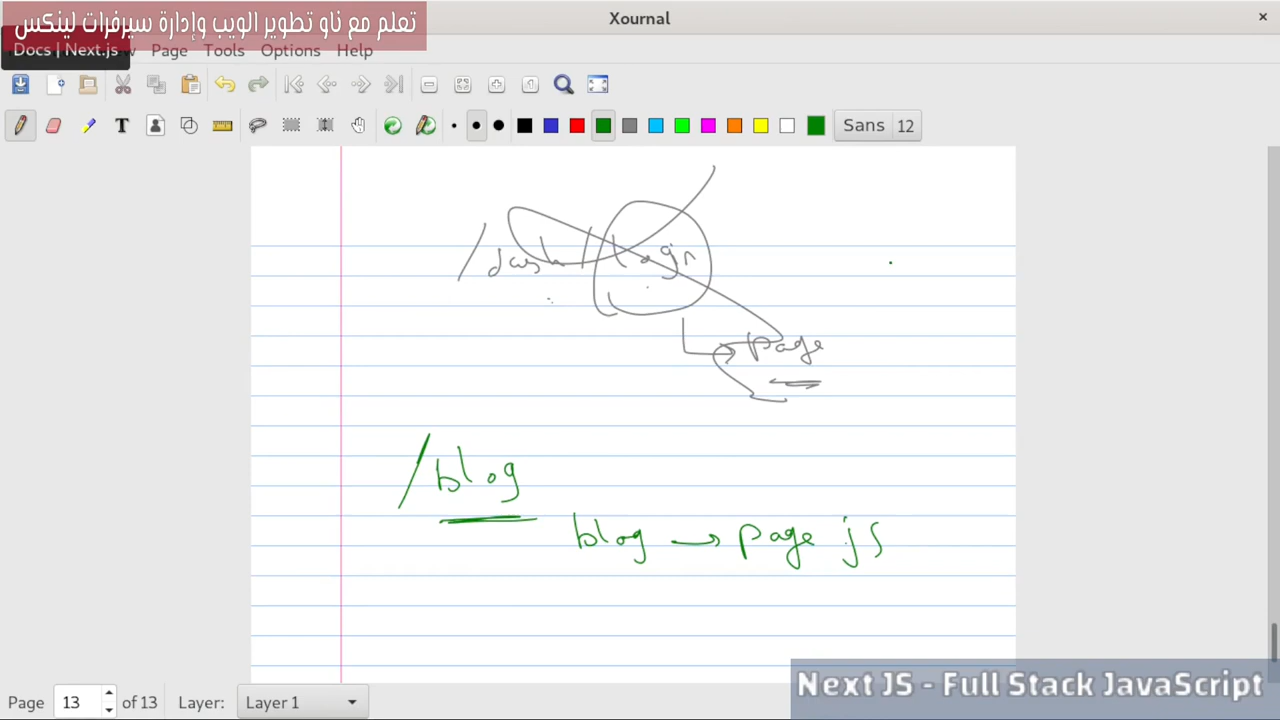 تعلم مع ناو تطوير الويب وإدارة سيرفرات لينكس
Xournal
Docs | Next.js
Page Tools Options Help
Sans 12
/dash/login
page
/blog
blog → page js
Page 13 of 13 Layer: Layer 1
Next JS - Full Stack JavaScript